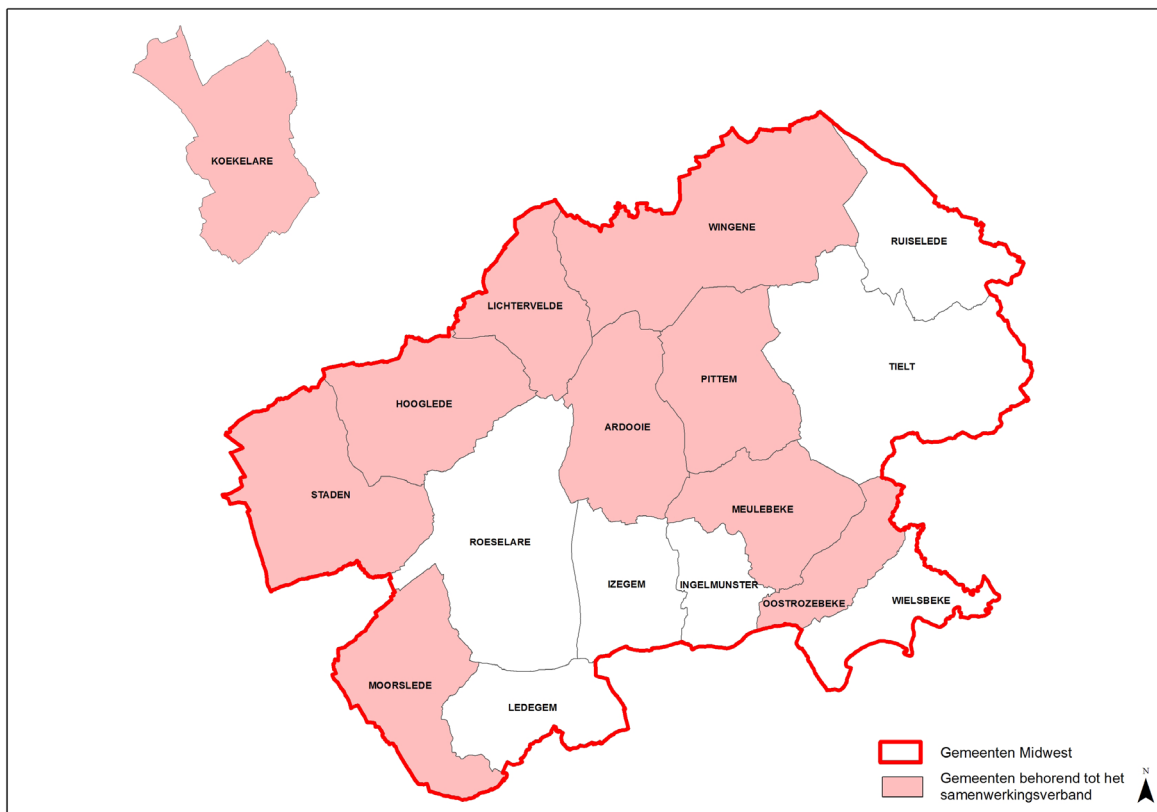 KOEKELARE
WINGENE
RUISELEDE
LICHTERVELDE
TIELT
PITTEM
HOOGLEDE
ARDOOIE
STADEN
MEULEBEKE
ROESELARE
IZEGEM
INGELMUNSTER
OOSTROZEBEKE
WIELSBEKE
MOORSLEDE
LEDEGEM
Gemeenten Midwest
Gemeenten behorend tot het
samenwerkingsverband
N